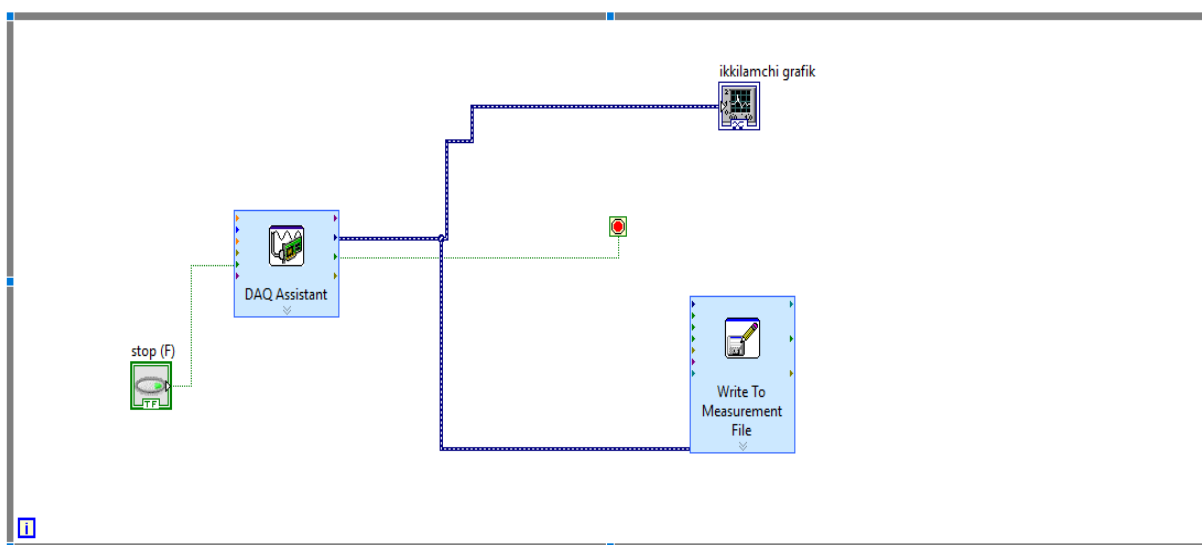 ikkilamchi grafik
DAQ Assistant
stop (F)
TF
Write To
Measurement
File
i